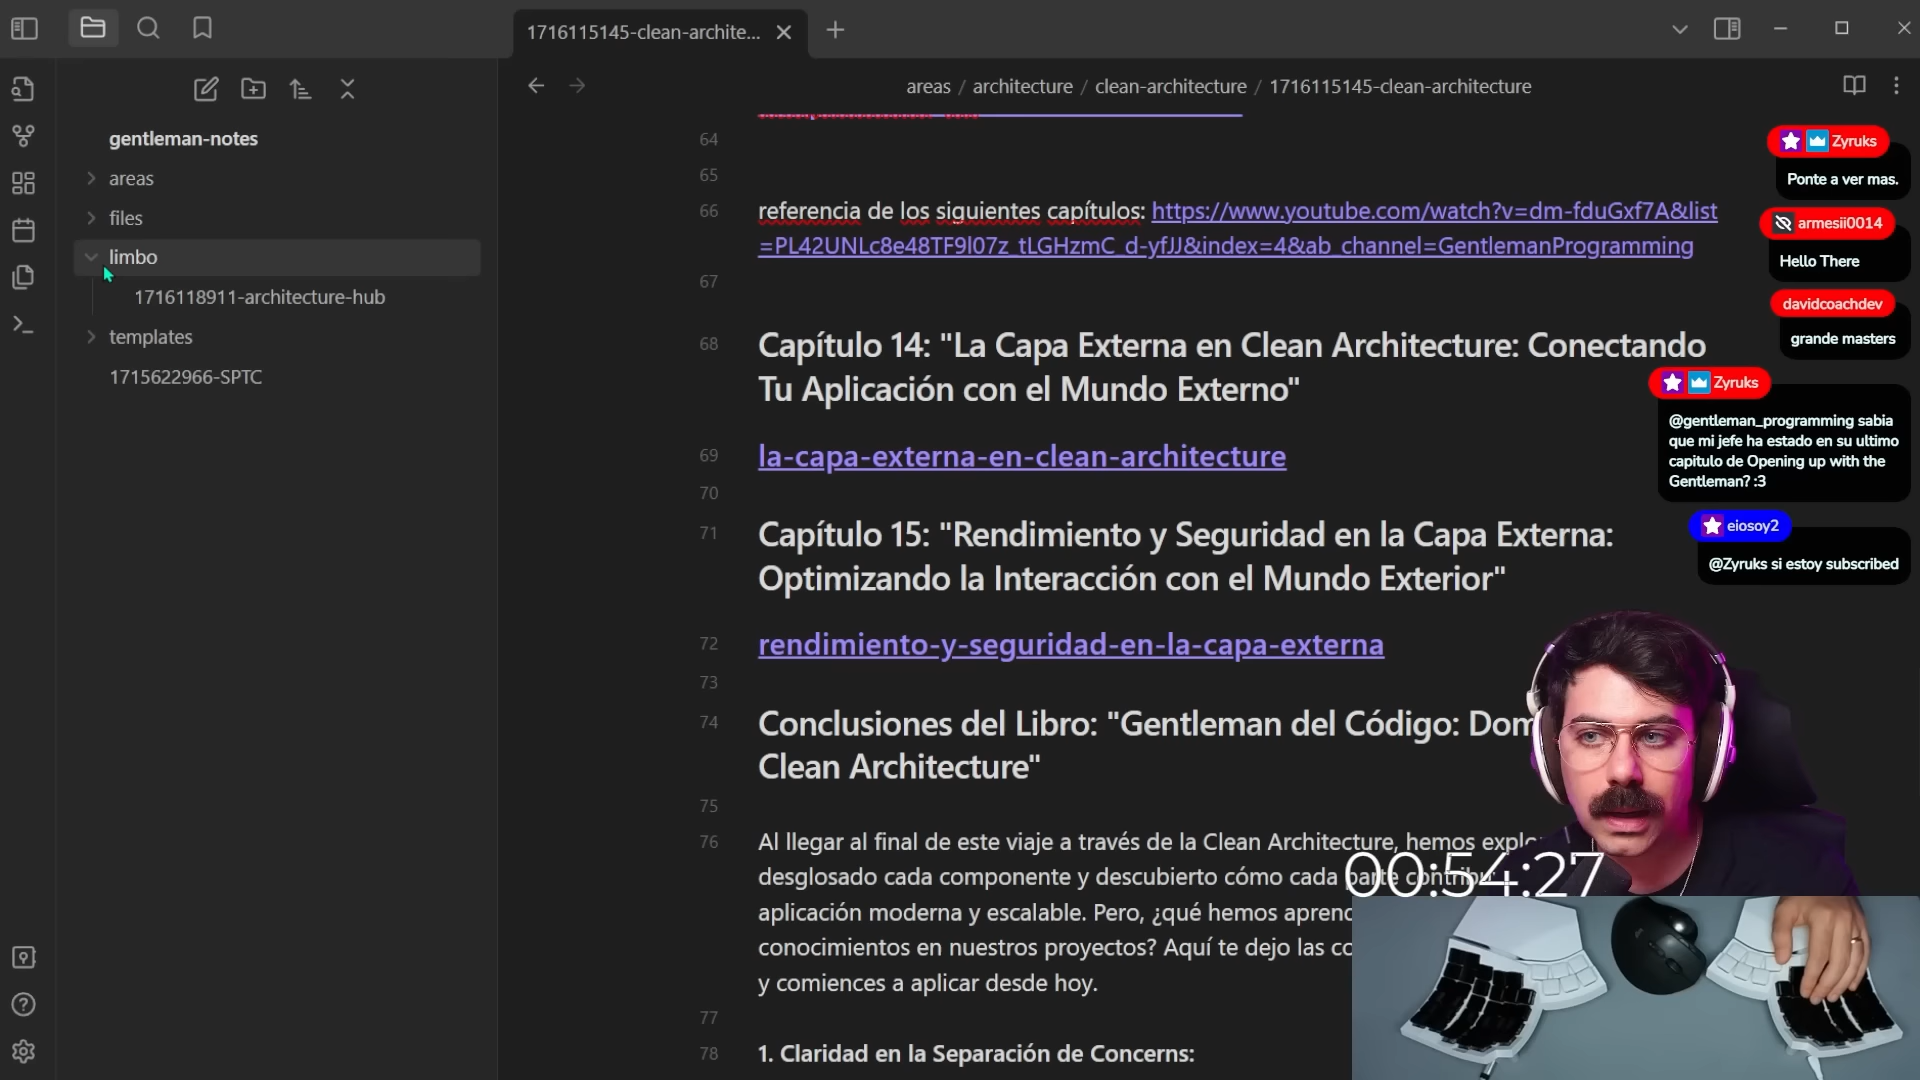 1716115145-clean-archite...
areas / architecture / clean-architecture / 1716115145-clean-architecture
gentleman-notes
areas
files
limbo
1716118911-architecture-hub
templates
1715622966-SPTC
64
65
66 referencia de los siguientes capítulos: https://www.youtube.com/watch?v=dm-fduGxf7A&list
=PL42UNLc8e48TF9l07z_tLGHzmC_d-yfJJ&index=4&ab_channel=GentlemanProgramming
67
68 Capítulo 14: "La Capa Externa en Clean Architecture: Conectando
Tu Aplicación con el Mundo Externo"
69 la-capa-externa-en-clean-architecture
70
71 Capítulo 15: "Rendimiento y Seguridad en la Capa Externa:
Optimizando la Interacción con el Mundo Exterior"
72 rendimiento-y-seguridad-en-la-capa-externa
73
74 Conclusiones del Libro: "Gentleman del Código: Dom
Clean Architecture"
75
76 Al llegar al final de este viaje a través de la Clean Architecture, hemos explo
desglosado cada componente y descubierto cómo cada parte contribu
aplicación moderna y escalable. Pero, ¿qué hemos aprend
conocimientos en nuestros proyectos? Aquí te dejo las co
y comiences a aplicar desde hoy.
77
78 1. Claridad en la Separación de Concerns:
Zyruks
Ponte a ver mas.
armesii0014
Hello There
davidcoachdev
grande masters
Zyruks
@gentleman_programming sabia
que mi jefe ha estado en su ultimo
capitulo de Opening up with the
Gentleman? :3
eiosoy2
@Zyruks si estoy subscribed
00:54:27